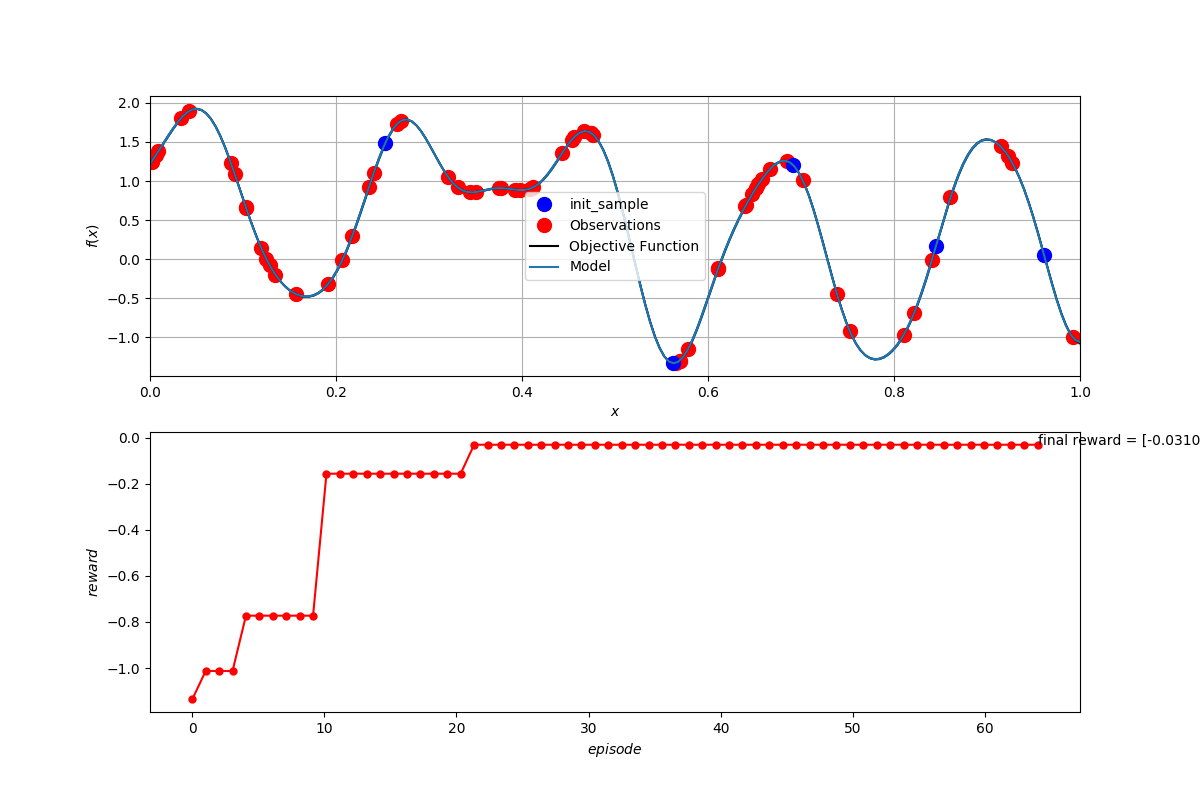 2.0
1.5
1.0
0.5
0.0
−0.5
−1.0
f(x)
init_sample
Observations
Objective Function
Model
0.0 0.2 0.4 0.6 0.8 1.0
x
0.0
−0.2
−0.4
−0.6
−0.8
−1.0
reward
final reward = [-0.0310
0 10 20 30 40 50 60
episode